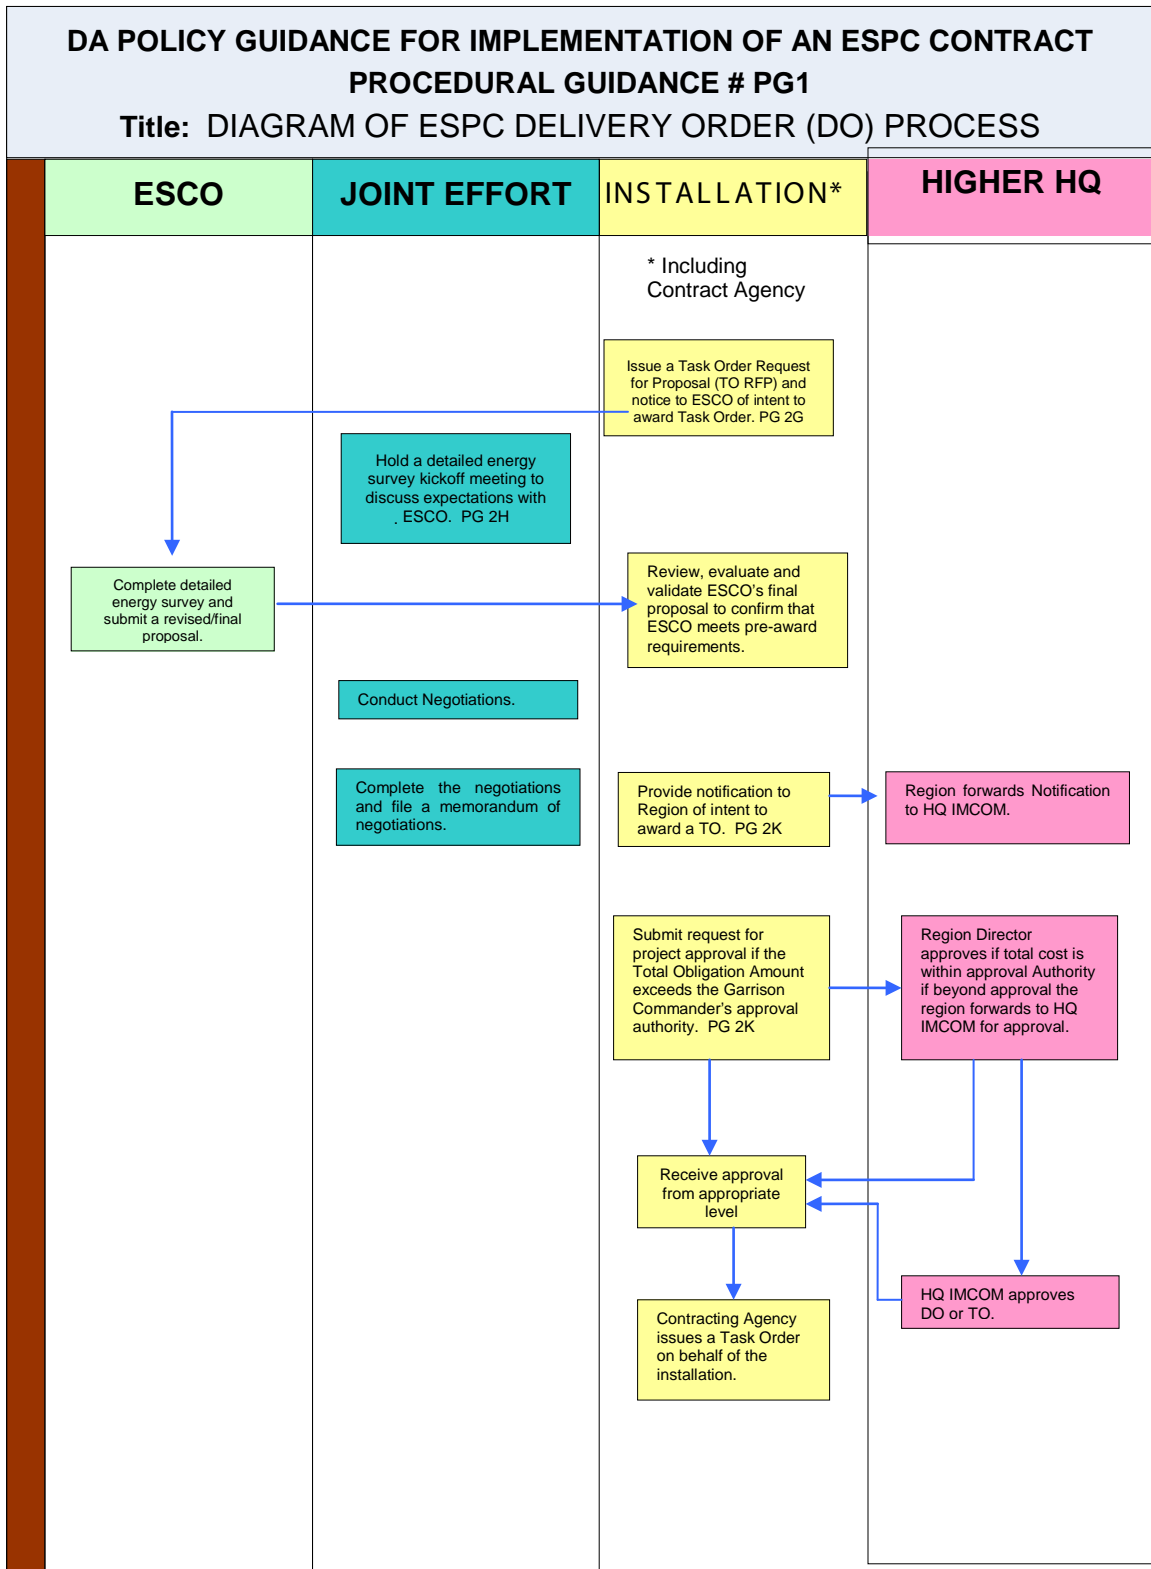 DA POLICY GUIDANCE FOR IMPLEMENTATION OF AN ESPC CONTRACT
PROCEDURAL GUIDANCE # PG1
Title: DIAGRAM OF ESPC DELIVERY ORDER (DO) PROCESS
ESCO
JOINT EFFORT
INSTALLATION*
HIGHER HQ
* Including
Contract Agency
Issue a Task Order Request
for Proposal (TO RFP) and
notice to ESCO of intent to
award Task Order. PG 2G
Hold a detailed energy
survey kickoff meeting to
discuss expectations with
. ESCO. PG 2H
Complete detailed
energy survey and
submit a revised/final
proposal.
Review, evaluate and
validate ESCO's final
proposal to confirm that
ESCO meets pre-award
requirements.
Conduct Negotiations.
Complete the negotiations
and file a memorandum of
negotiations.
Provide notification to
Region of intent to
award a TO. PG 2K
Region forwards Notification
to HQ IMCOM.
Submit request for
project approval if the
Total Obligation Amount
exceeds the Garrison
Commander's approval
authority. PG 2K
Region Director
approves if total cost is
within approval Authority
if beyond approval the
region forwards to HQ
IMCOM for approval.
Receive approval
from appropriate
level
HQ IMCOM approves
DO or TO.
Contracting Agency
issues a Task Order
on behalf of the
installation.